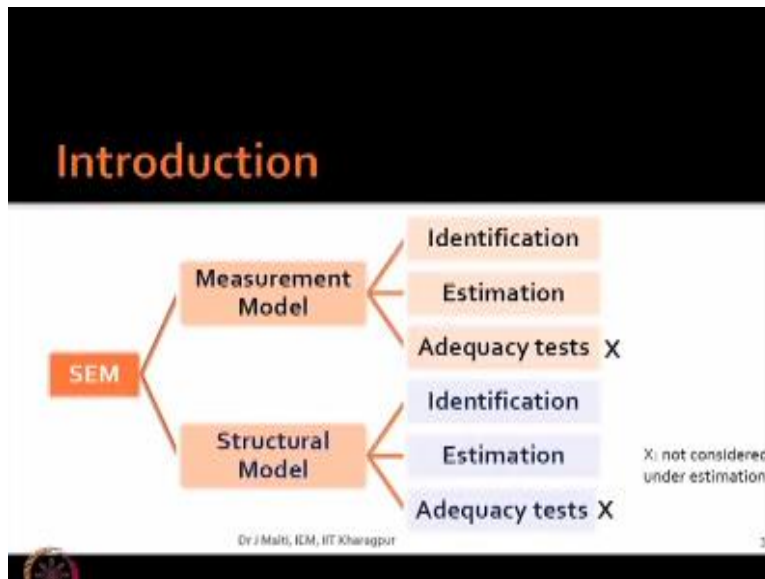 Introduction
SEM
Measurement
Model
Identification
Estimation
Adequacy tests X
Structural
Model
Identification
Estimation
Adequacy tests X
X: not considered
under estimation
Dr J Maiti, IEM, IIT Kharagpur